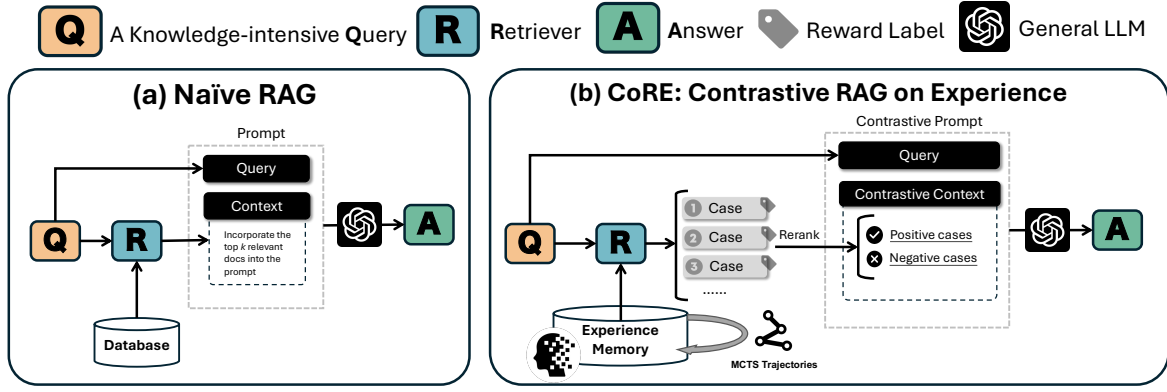 Q A Knowledge-intensive Query R Retriever A Answer Reward Label General LLM
(a) Naïve RAG
Prompt
Query
Context
Incorporate the
top k relevant
docs into the
prompt
Q
R
A
Database
(b) CoRE: Contrastive RAG on Experience
Contrastive Prompt
Query
Contrastive Context
1 Case
2 Case
3 Case
......
Rerank
Positive cases
Negative cases
Q
R
A
Experience
Memory
MCTS Trajectories